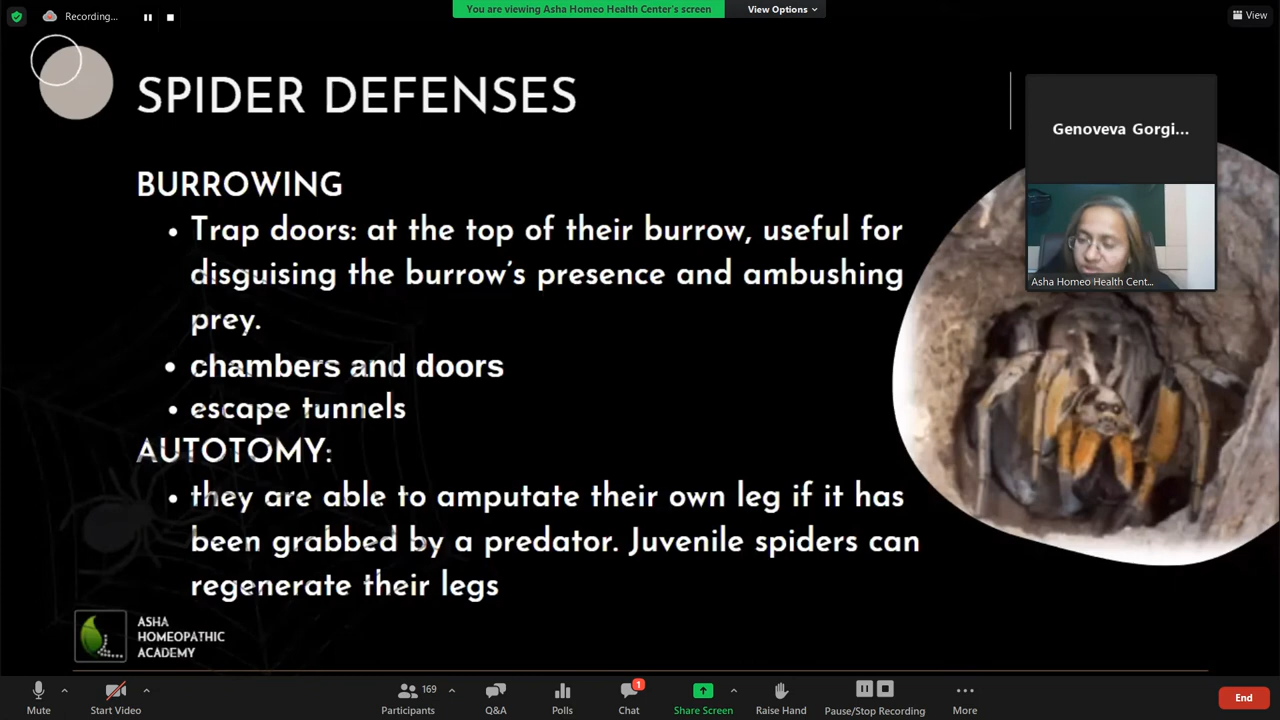 Recording...
You are viewing Asha Homeo Health Center's screen
View Options
View
SPIDER DEFENSES
Genoveva Gorgi...
Asha Homeo Health Cent...
BURROWING
• Trap doors: at the top of their burrow, useful for
disguising the burrow's presence and ambushing
prey.
• chambers and doors
• escape tunnels
AUTOTOMY:
• they are able to amputate their own leg if it has
been grabbed by a predator. Juvenile spiders can
regenerate their legs
ASHA
HOMEOPATHIC
ACADEMY
Mute
Start Video
Participants
169
Q&A
Polls
Chat
1
Share Screen
Raise Hand
Pause/Stop Recording
More
End